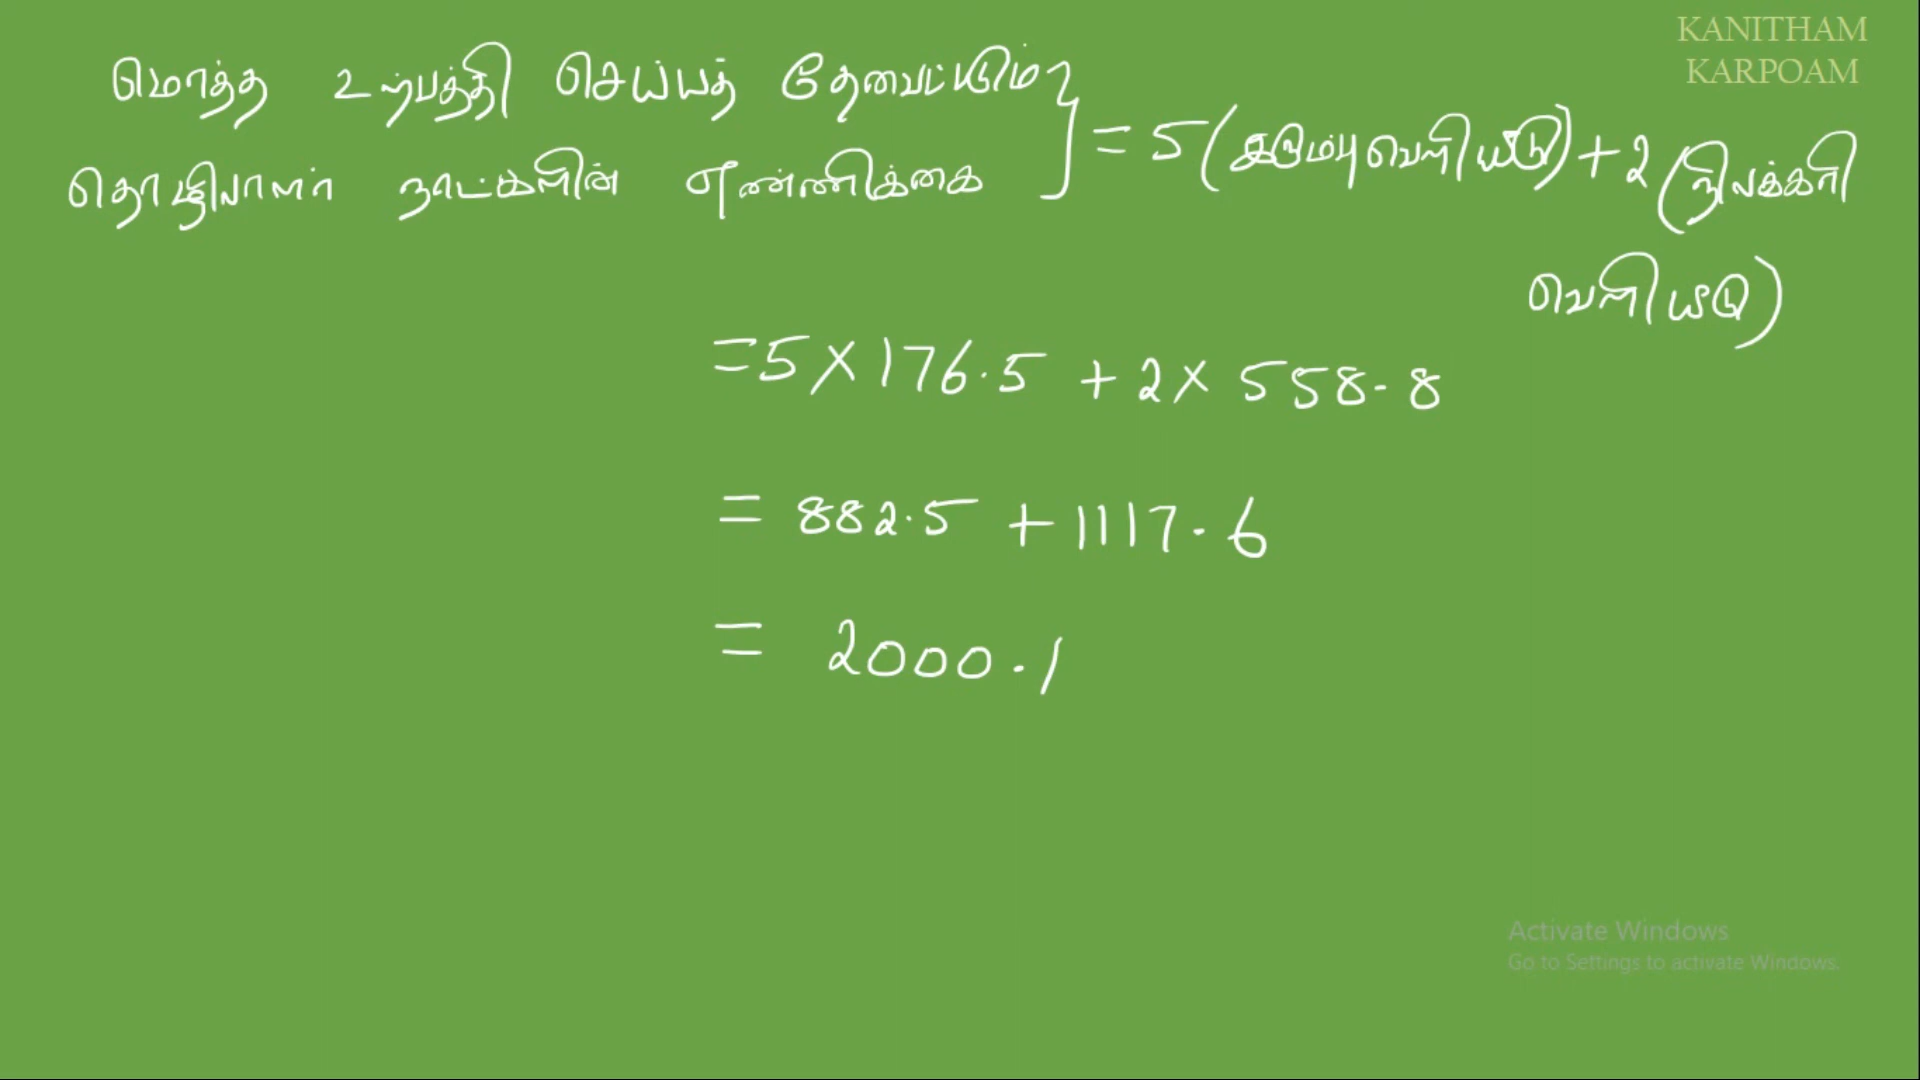 KANITHAM
KARPOAM
மொத்த உற்பத்தி செய்யத் தேவைப்படும்
தொழிலாளர் நாட்களின் எண்ணிக்கை } = 5 (இரும்பு வெளியீடு) + 2 (நிலக்கரி
வெளியீடு)
= 5 × 176.5 + 2 × 558.8
= 882.5 + 1117.6
= 2000.1
Activate Windows
Go to Settings to activate Windows.